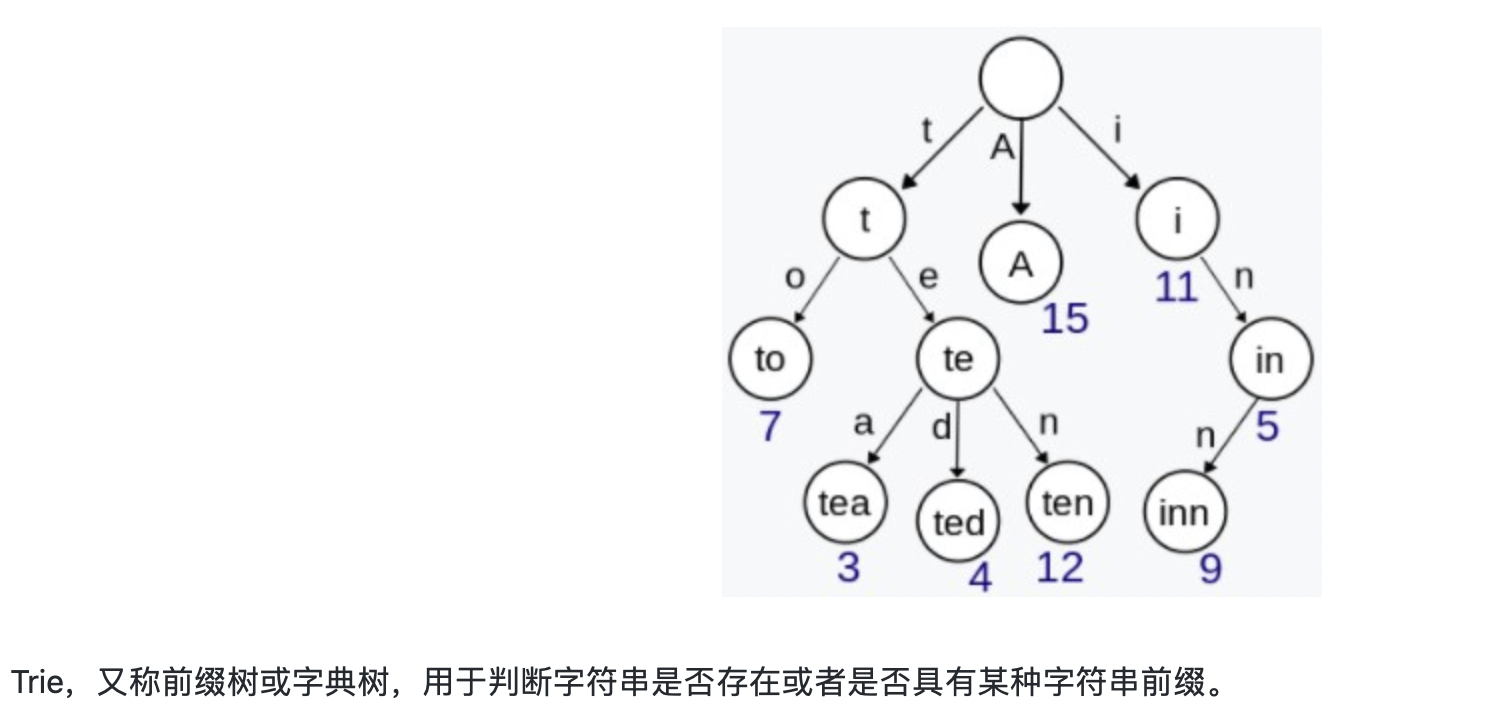 t
A
i
t
A
i
15
11
o
e
n
to
te
in
7
5
a
d
n
n
tea
ted
ten
inn
3
4
12
9
Trie，又称前缀树或字典树，用于判断字符串是否存在或者是否具有某种字符串前缀。